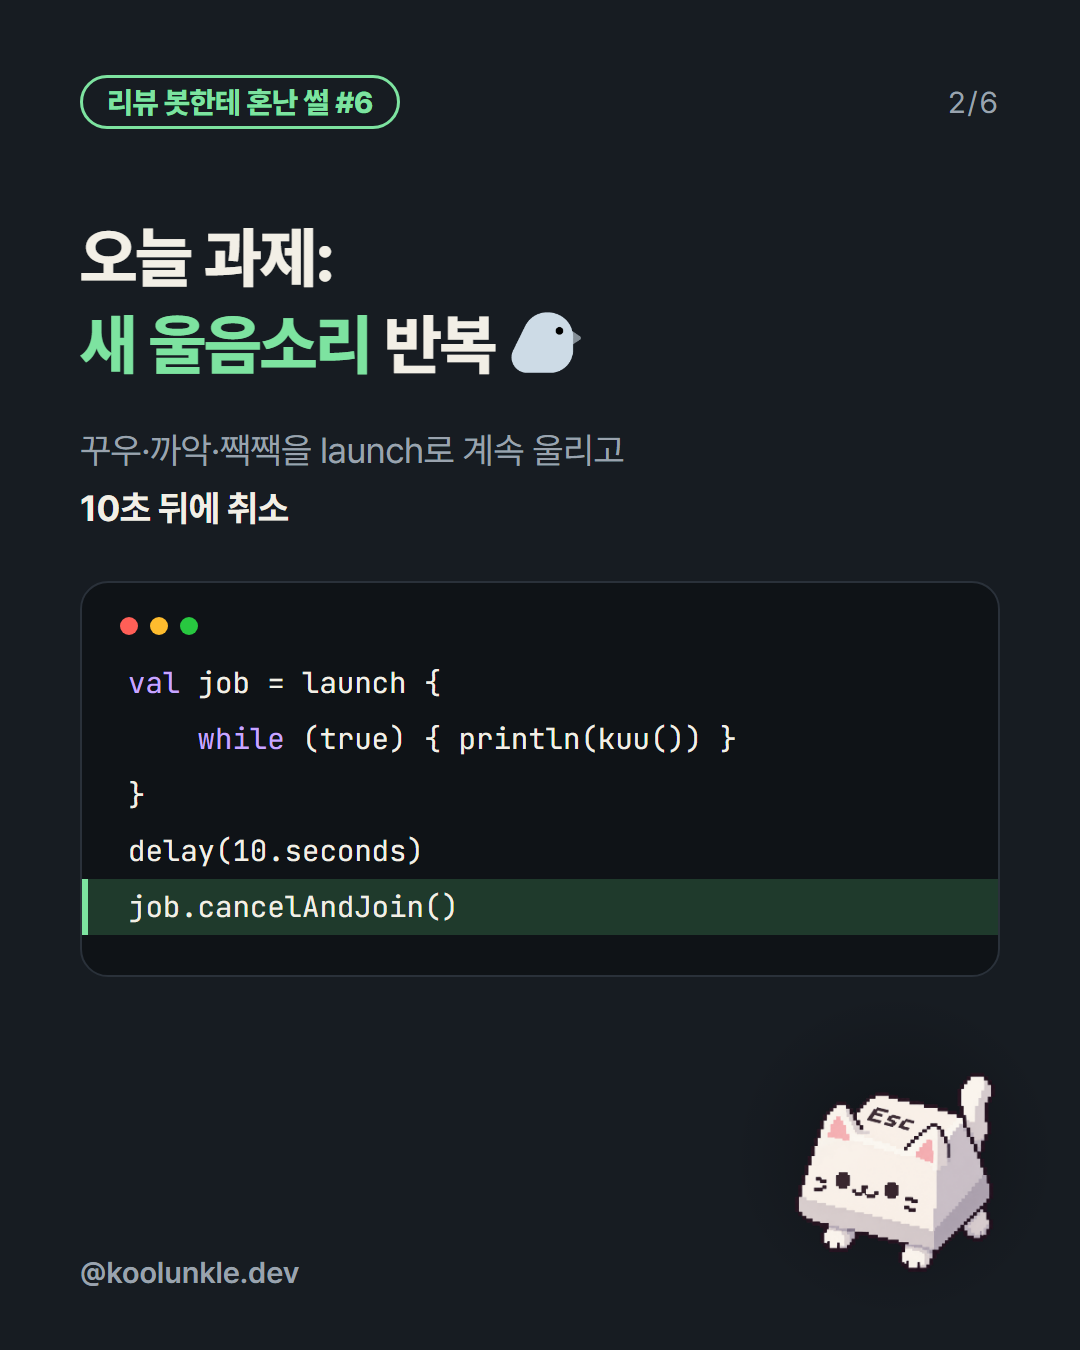 리뷰 봇한테 혼난 썰 #6
2/6
오늘 과제:
새 울음소리 반복
꾸우·까악·짹짹을 launch로 계속 울리고
10초 뒤에 취소
val job = launch {
    while (true) { println(kuu()) }
}
delay(10.seconds)
job.cancelAndJoin()
Esc
@koolunkle.dev